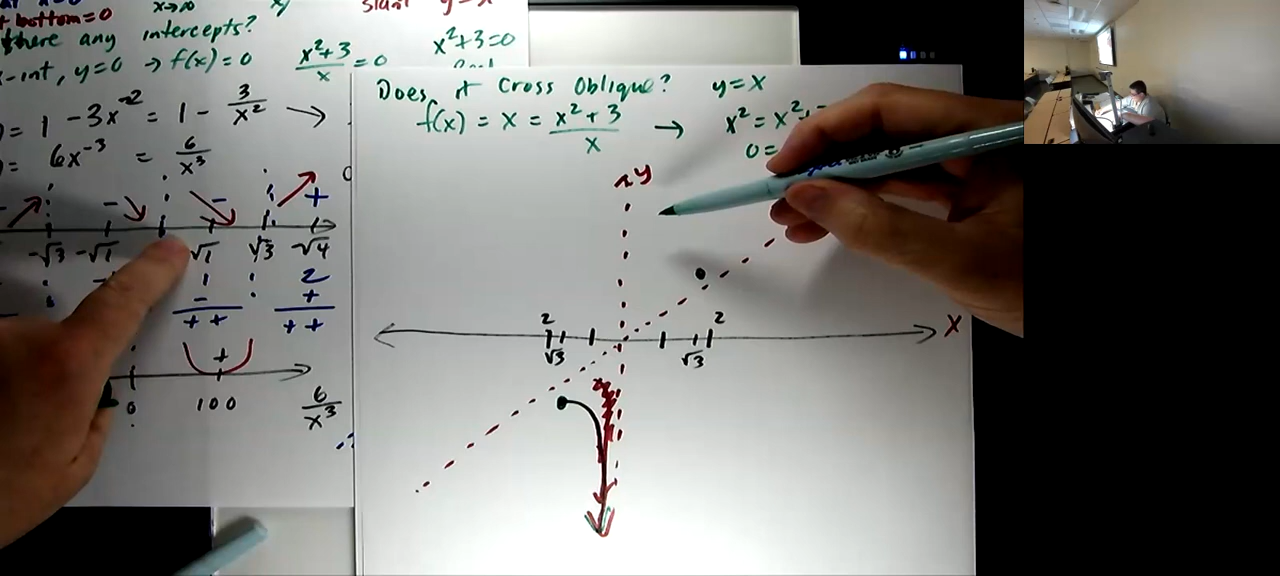 bottom=0
x→∞
slant
there any intercepts?
-int, y=0 → f(x)=0
x²+3/x = 0
x²+3=0
= 1 - 3x⁻² = 1 - 3/x² →
= 6x⁻³ = 6/x³
- + - - +
-√3 -√1 √1 √3 √4
2
- +
+ + + +
+
0 100 6/x³
Does it cross Oblique? y=x
f(x) = x = x²+3/x → x² = x²+
0=
y
2 2
√3 √3
x